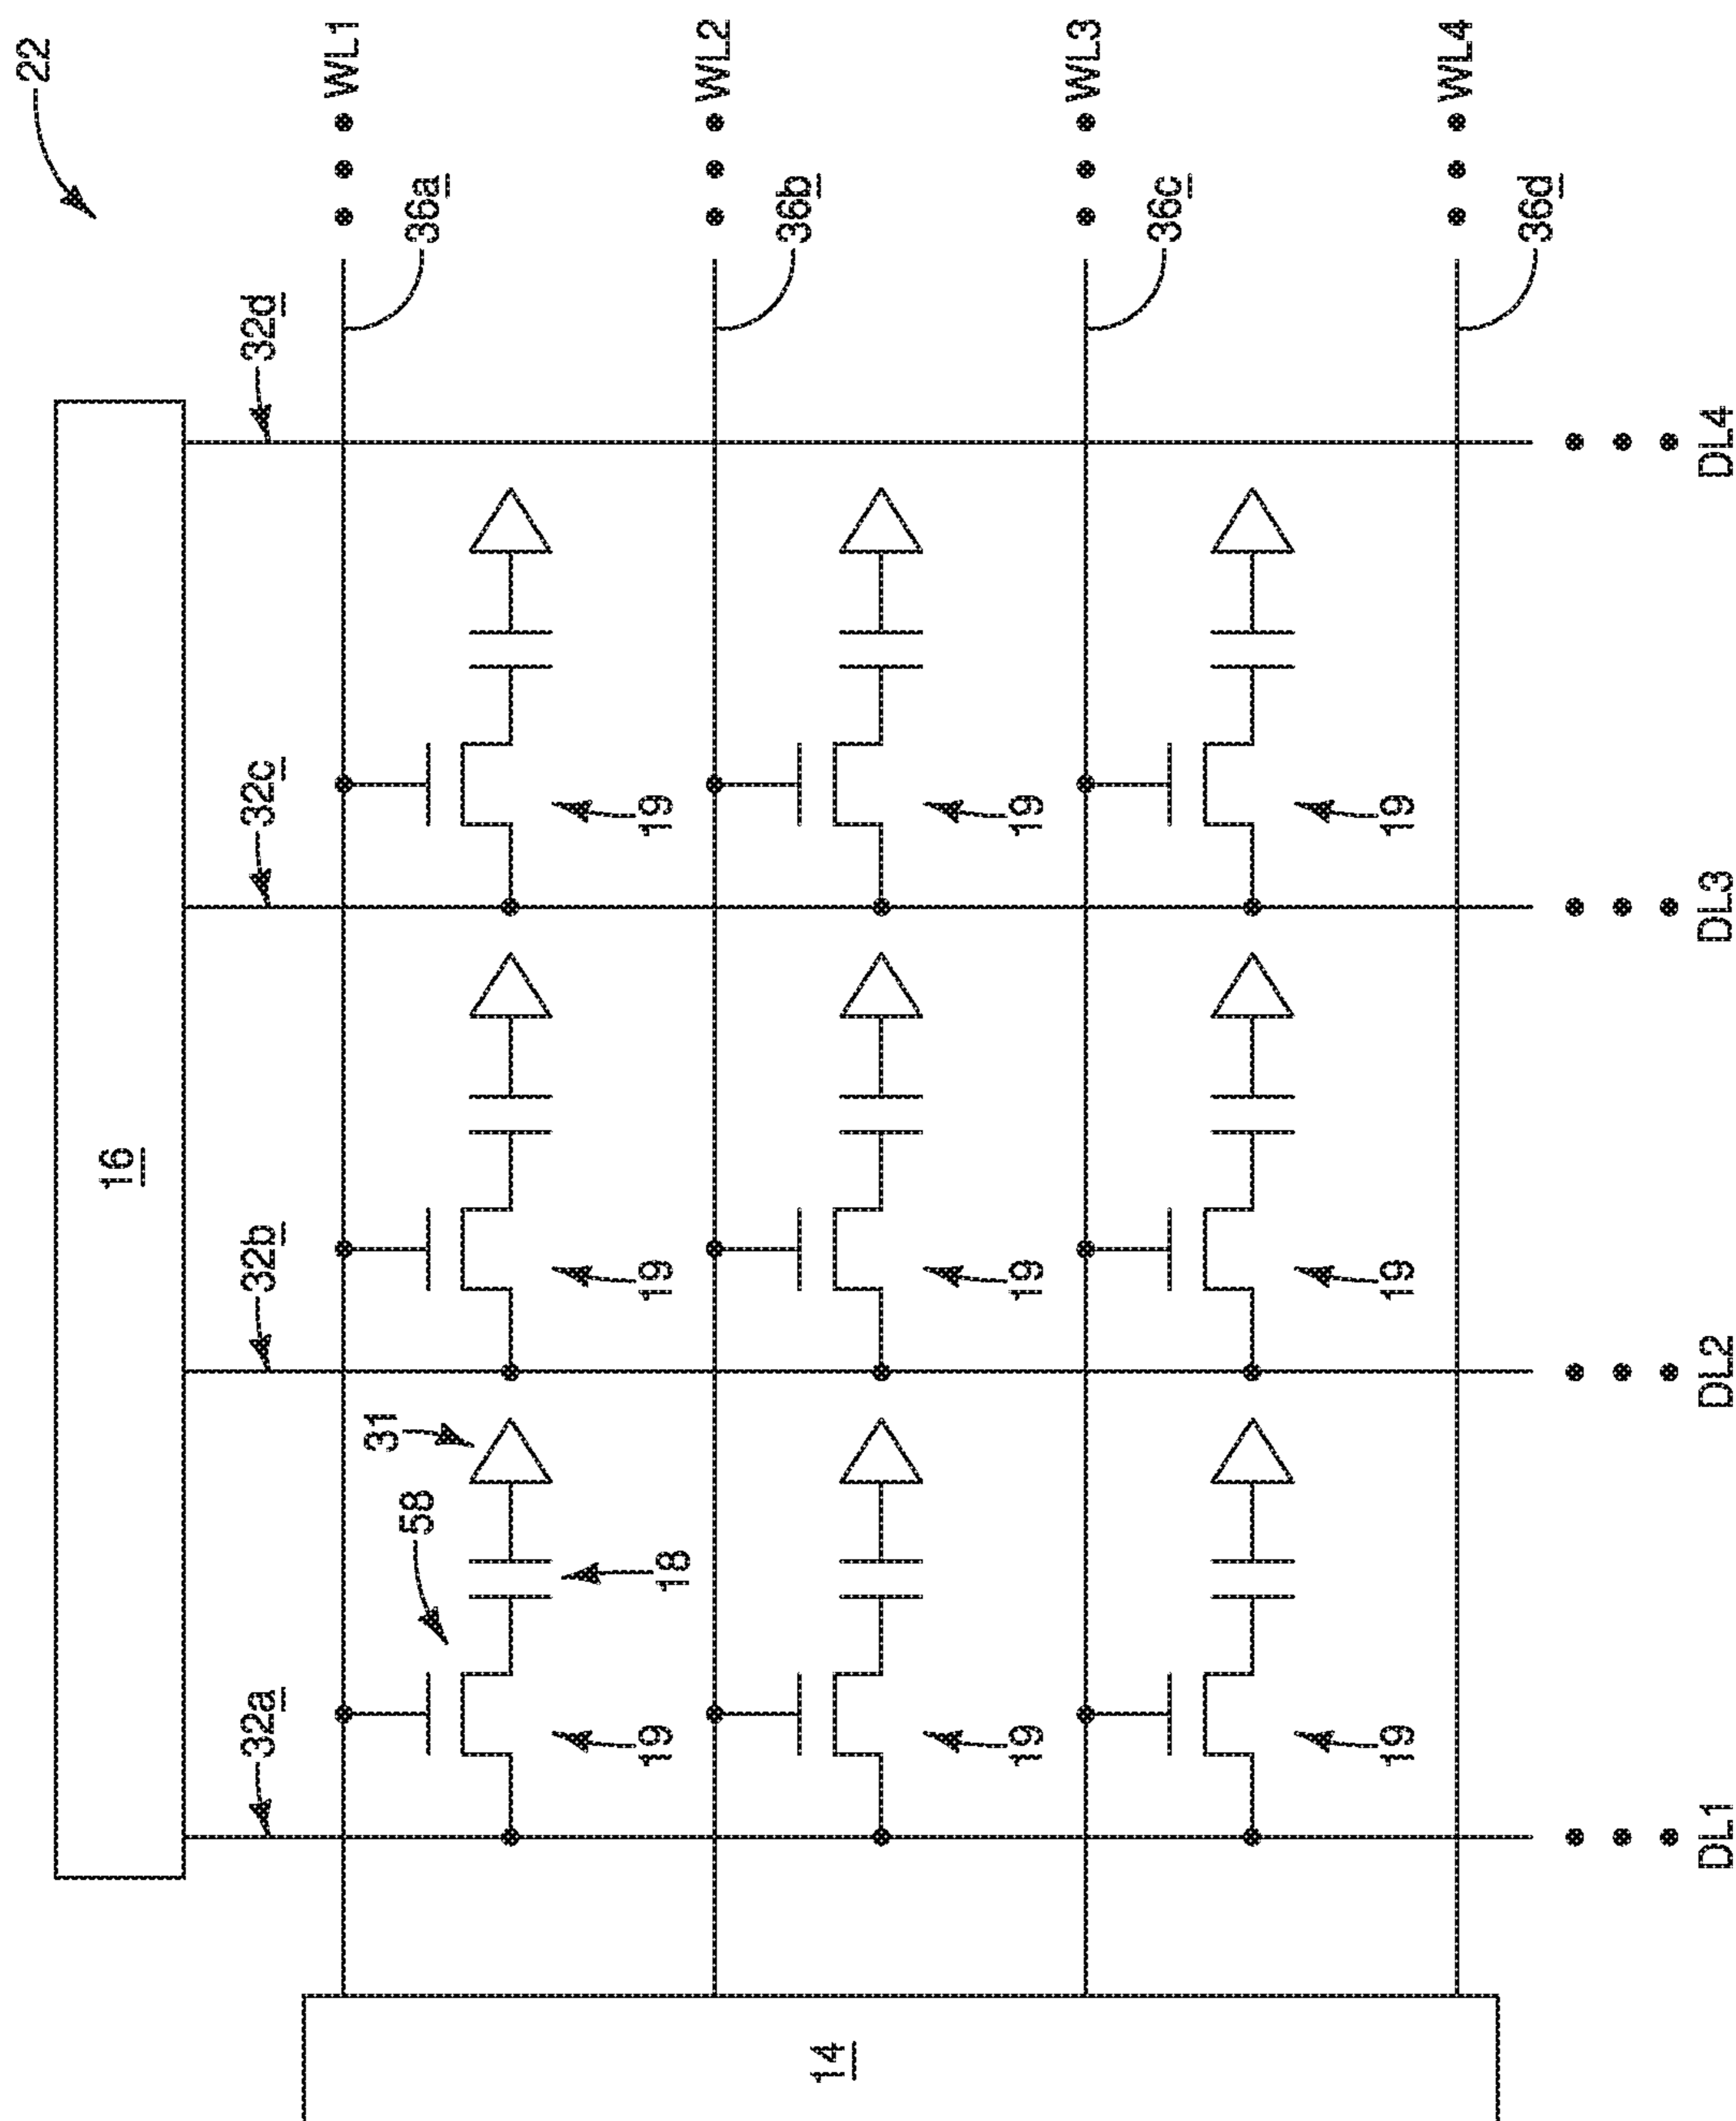 22
16
32a 32b 32c 32d
WL1
31
58 36a
19 18 19 19
WL2
36b
14
19 19 19
WL3
36c
19 19 19
WL4
36d
DL1 DL2 DL3 DL4